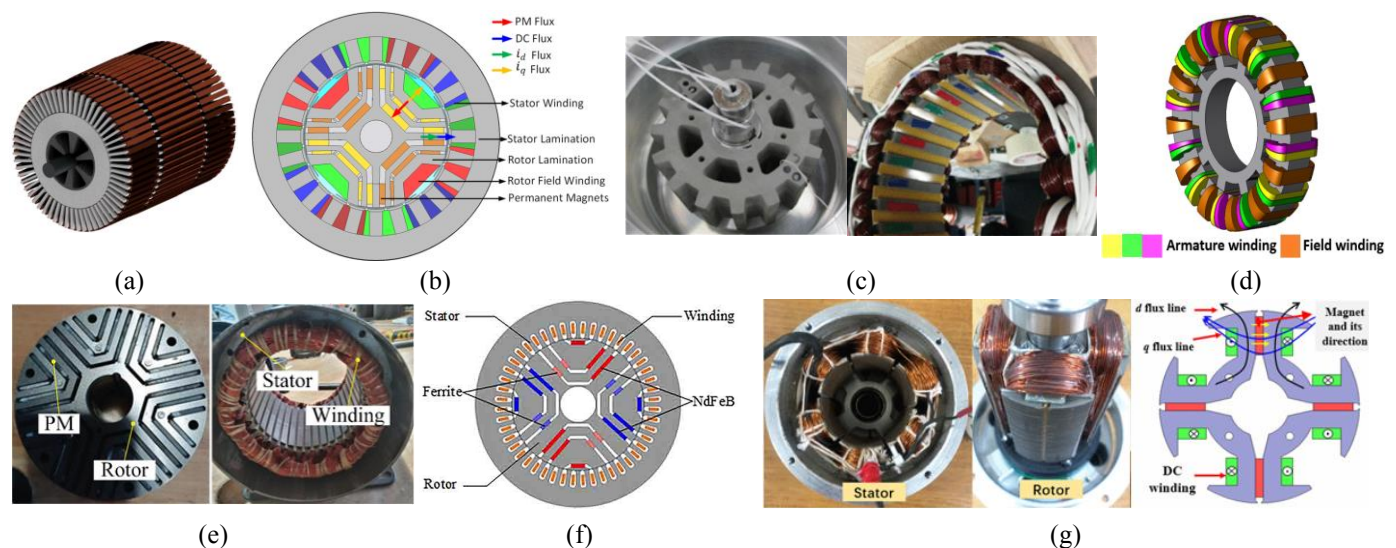 PM Flux
DC Flux
i_d Flux
i_q Flux
Stator Winding
Stator Lamination
Rotor Lamination
Rotor Field Winding
Permanent Magnets
Armature winding
Field winding
(a)
(b)
(c)
(d)
PM
Rotor
Stator
Winding
Stator
Winding
Ferrite
NdFeB
Rotor
Stator
Rotor
d flux line
q flux line
Magnet
and its
direction
DC
winding
(e)
(f)
(g)